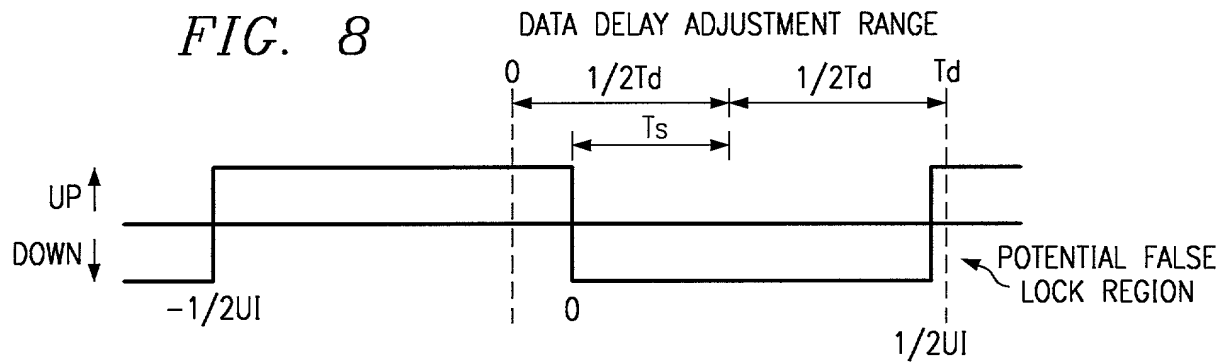 FIG. 8
DATA DELAY ADJUSTMENT RANGE
0
1/2Td
1/2Td
Td
Ts
UP
DOWN
-1/2UI
0
1/2UI
POTENTIAL FALSE
LOCK REGION